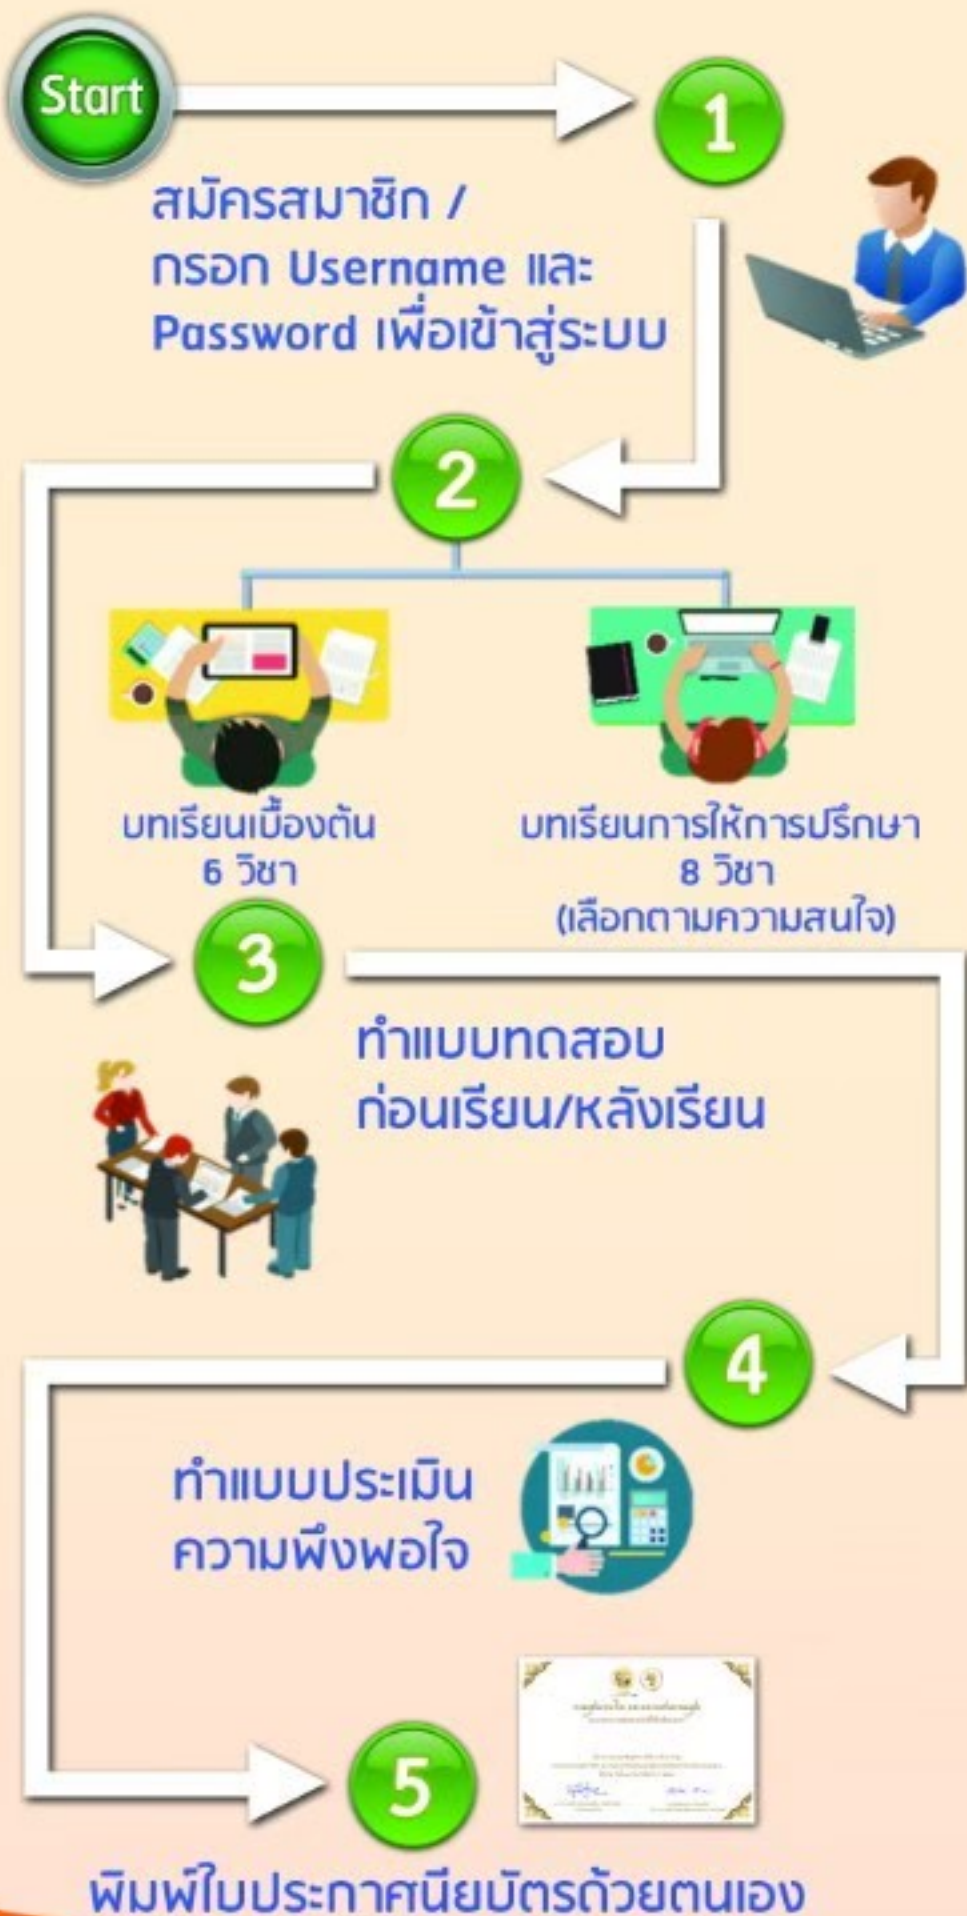 Start
1
สมัครสมาชิก /
กรอก Username และ
Password เพื่อเข้าสู่ระบบ
2
บทเรียนเบื้องต้น
6 วิชา
บทเรียนการให้การปรึกษา
8 วิชา
(เลือกตามความสนใจ)
3
ทำแบบทดสอบ
ก่อนเรียน/หลังเรียน
4
ทำแบบประเมิน
ความพึงพอใจ
5
พิมพ์ใบประกาศนียบัตรด้วยตนเอง